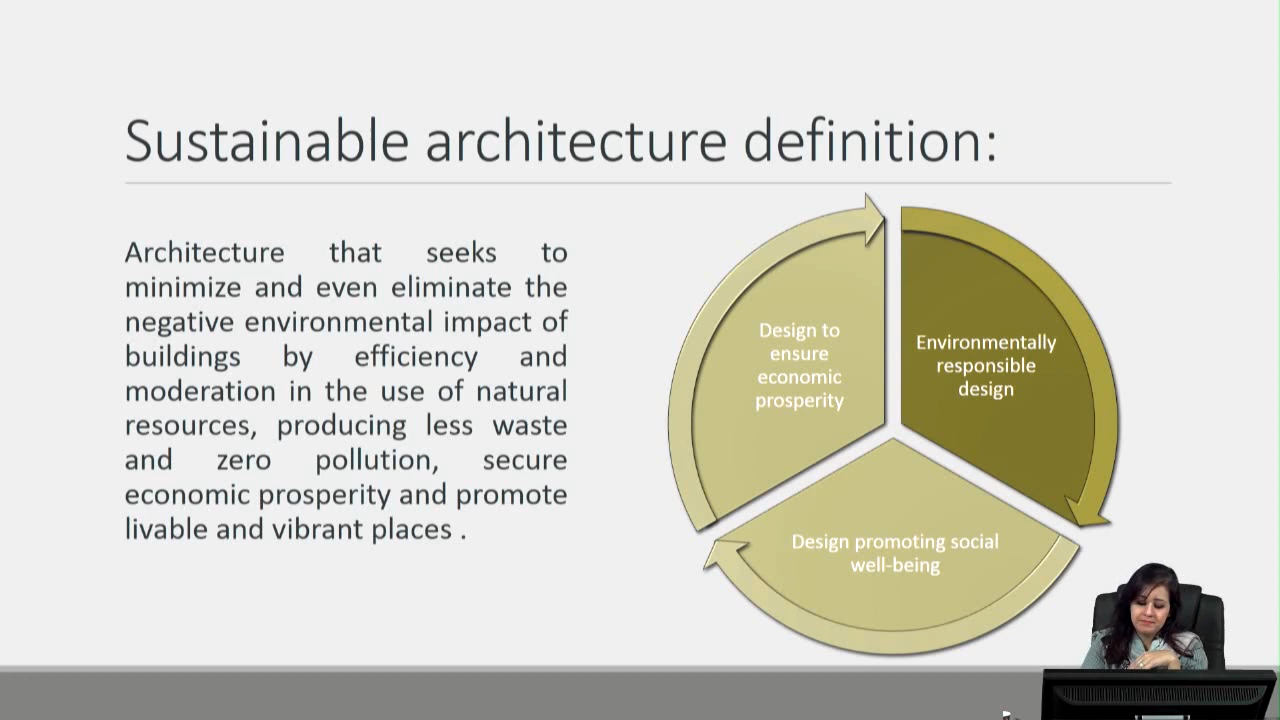 Sustainable architecture definition:
Architecture that seeks to
minimize and even eliminate the
negative environmental impact of
buildings by efficiency and
moderation in the use of natural
resources, producing less waste
and zero pollution, secure
economic prosperity and promote
livable and vibrant places .
Design to
ensure
economic
prosperity
Environmentally
responsible
design
Design promoting social
well-being